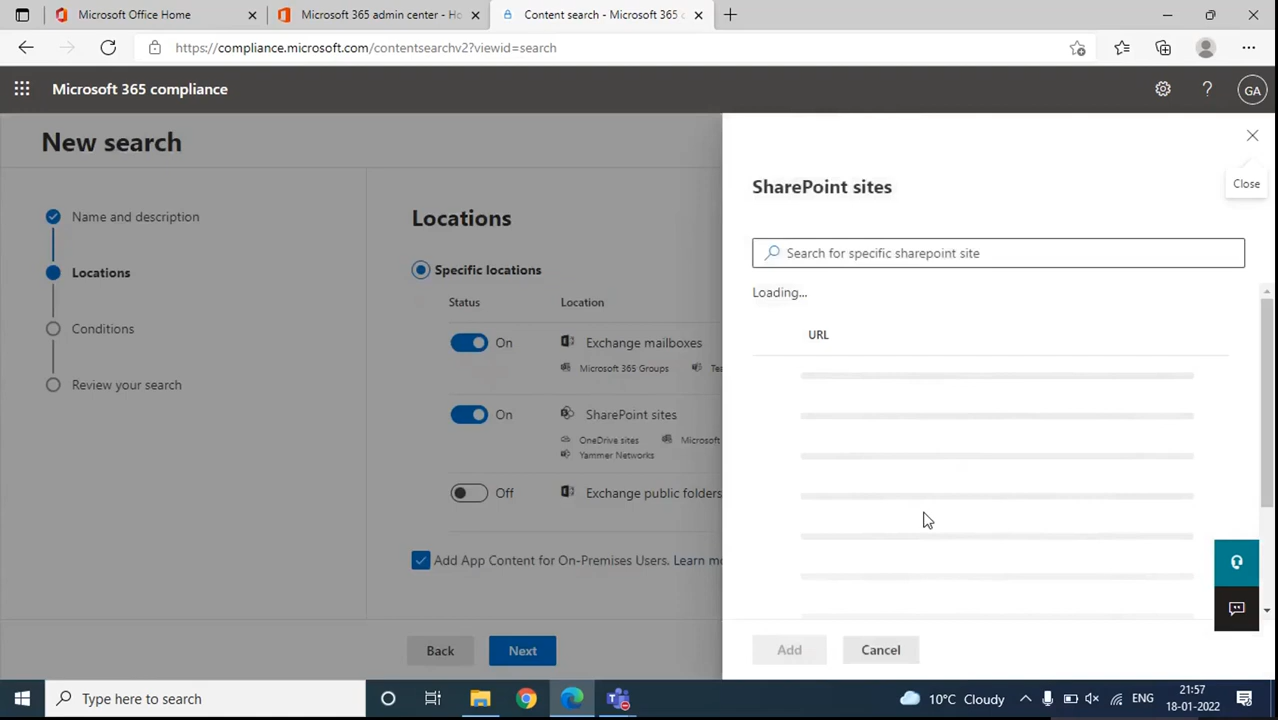 Microsoft Office Home
Microsoft 365 admin center - Ho
Content search - Microsoft 365 c
https://compliance.microsoft.com/contentsearchv2?viewid=search
Microsoft 365 compliance
GA
New search
Name and description
Locations
Conditions
Review your search
Locations
Specific locations
Status Location
On Exchange mailboxes
Microsoft 365 Groups Tea
On SharePoint sites
OneDrive sites Microsoft
Yammer Networks
Off Exchange public folders
Add App Content for On-Premises Users. Learn mo
Back Next
Close
SharePoint sites
Search for specific sharepoint site
Loading...
URL
Add Cancel
Type here to search
10°C Cloudy
ENG
21:57
18-01-2022